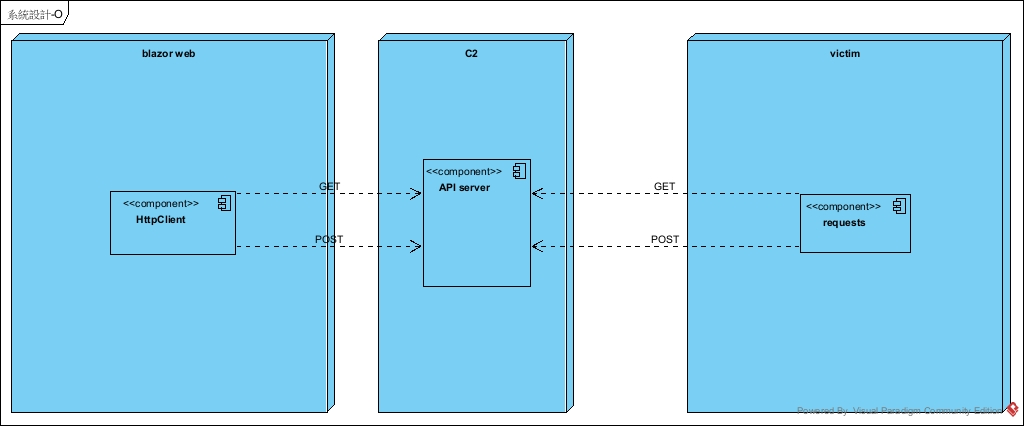 系統設計-O
blazor web
C2
victim
<<component>>
HttpClient
GET
POST
<<component>>
API server
GET
POST
<<component>>
requests
Powered By Visual Paradigm Community Edition